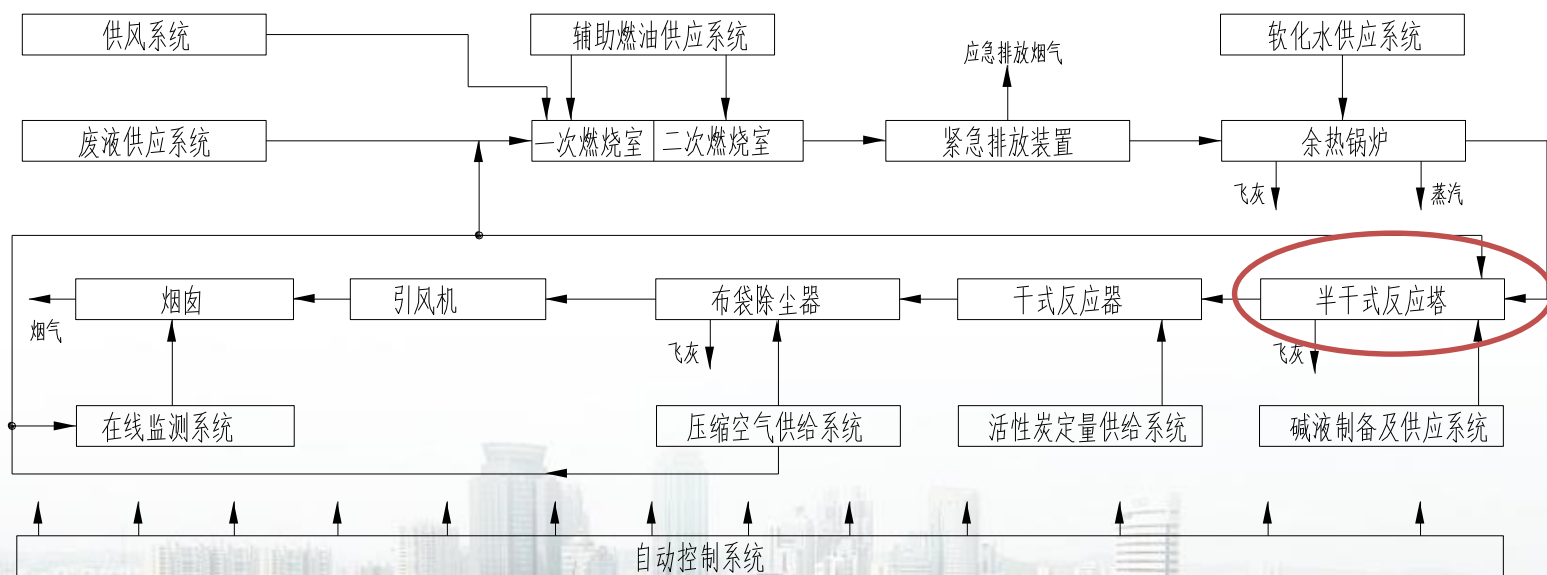 供风系统
辅助燃油供应系统
应急排放烟气
软化水供应系统
废液供应系统
一次燃烧室
二次燃烧室
紧急排放装置
余热锅炉
飞灰
蒸汽
烟囱
引风机
布袋除尘器
干式反应器
半干式反应塔
烟气
飞灰
飞灰
在线监测系统
压缩空气供给系统
活性炭定量供给系统
碱液制备及供应系统
自动控制系统